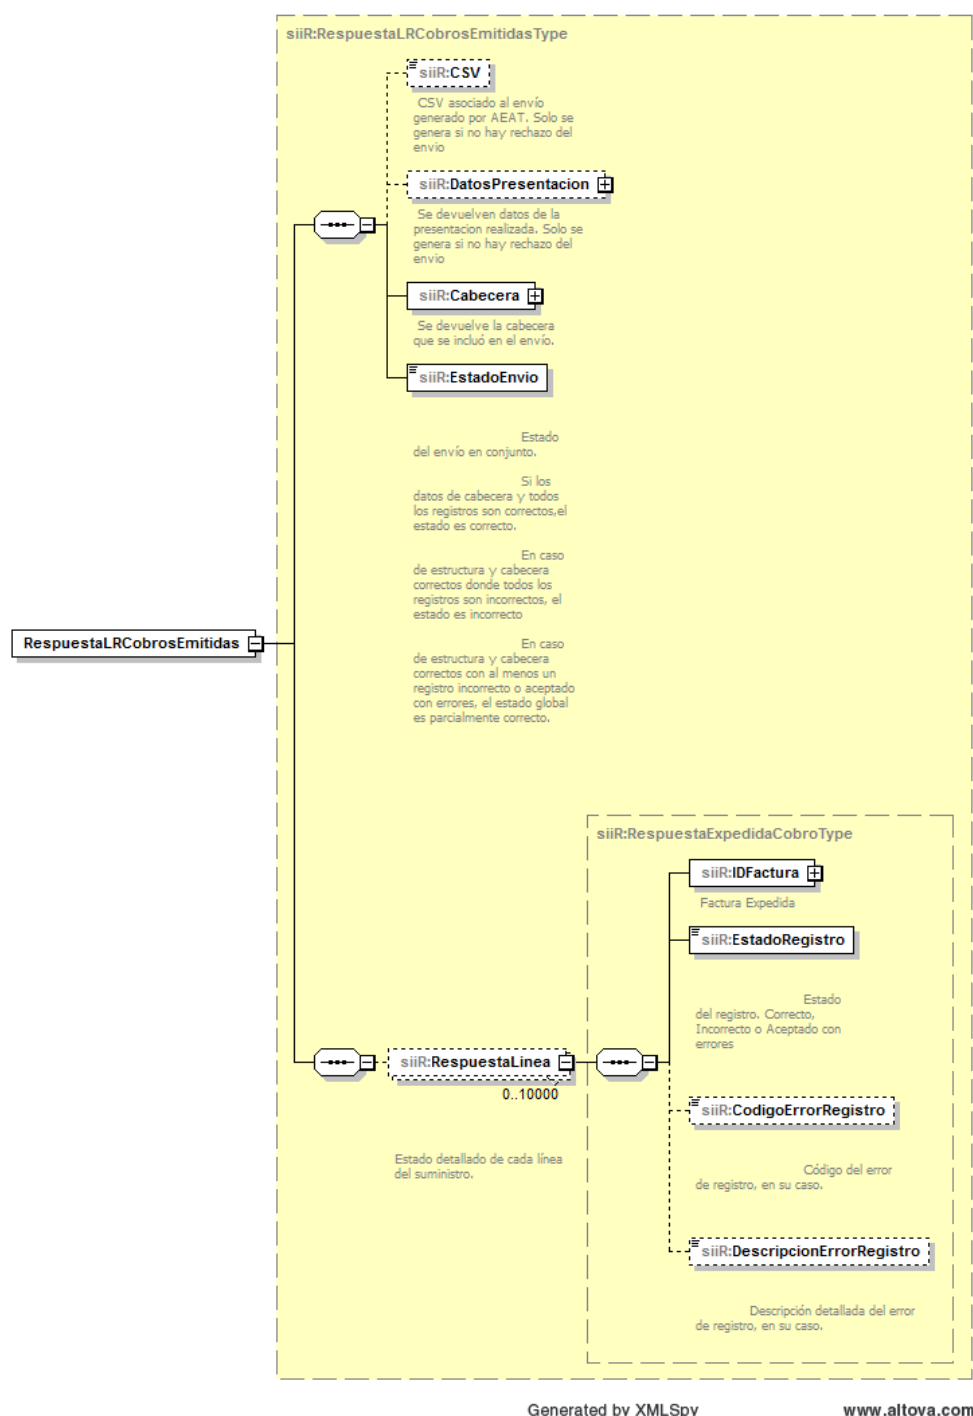 siiR:RespuestaLRCobrosEmitidasType
siiR:CSV
CSV asociado al envío
generado por AEAT. Solo se
genera si no hay rechazo del
envio
siiR:DatosPresentacion
Se devuelven datos de la
presentacion realizada. Solo se
genera si no hay rechazo del
envio
siiR:Cabecera
Se devuelve la cabecera
que se incluó en el envío.
siiR:EstadoEnvio
Estado
del envío en conjunto.
Si los
datos de cabecera y todos
los registros son correctos,el
estado es correcto.
En caso
de estructura y cabecera
correctos donde todos los
registros son incorrectos, el
estado es incorrecto
En caso
de estructura y cabecera
correctos con al menos un
registro incorrecto o aceptado
con errores, el estado global
es parcialmente correcto.
RespuestaLRCobrosEmitidas
siiR:RespuestaExpedidaCobroType
siiR:IDFactura
Factura Expedida
siiR:EstadoRegistro
Estado
del registro. Correcto,
Incorrecto o Aceptado con
errores
siiR:RespuestaLinea
0..10000
Estado detallado de cada línea
del suministro.
siiR:CodigoErrorRegistro
Código del error
de registro, en su caso.
siiR:DescripcionErrorRegistro
Descripción detallada del error
de registro, en su caso.
Generated by XMLSpy
www.altova.com